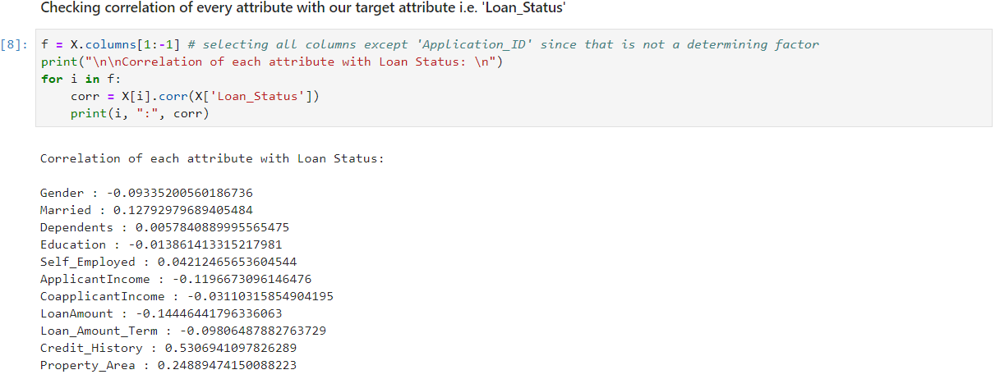 Checking correlation of every attribute with our target attribute i.e. 'Loan_Status'
[8]: f = X.columns[1:-1] # selecting all columns except 'Application_ID' since that is not a determining factor
print("\n\nCorrelation of each attribute with Loan Status: \n")
for i in f:
    corr = X[i].corr(X['Loan_Status'])
    print(i, ":", corr)
Correlation of each attribute with Loan Status:
Gender : -0.09335200560186736
Married : 0.12792979689405484
Dependents : 0.0057840889995565475
Education : -0.013861413315217981
Self_Employed : 0.04212465653604544
ApplicantIncome : -0.1196673096146476
CoapplicantIncome : -0.03110315854904195
LoanAmount : -0.14446441796336063
Loan_Amount_Term : -0.09806487882763729
Credit_History : 0.5306941097826289
Property_Area : 0.24889474150088223